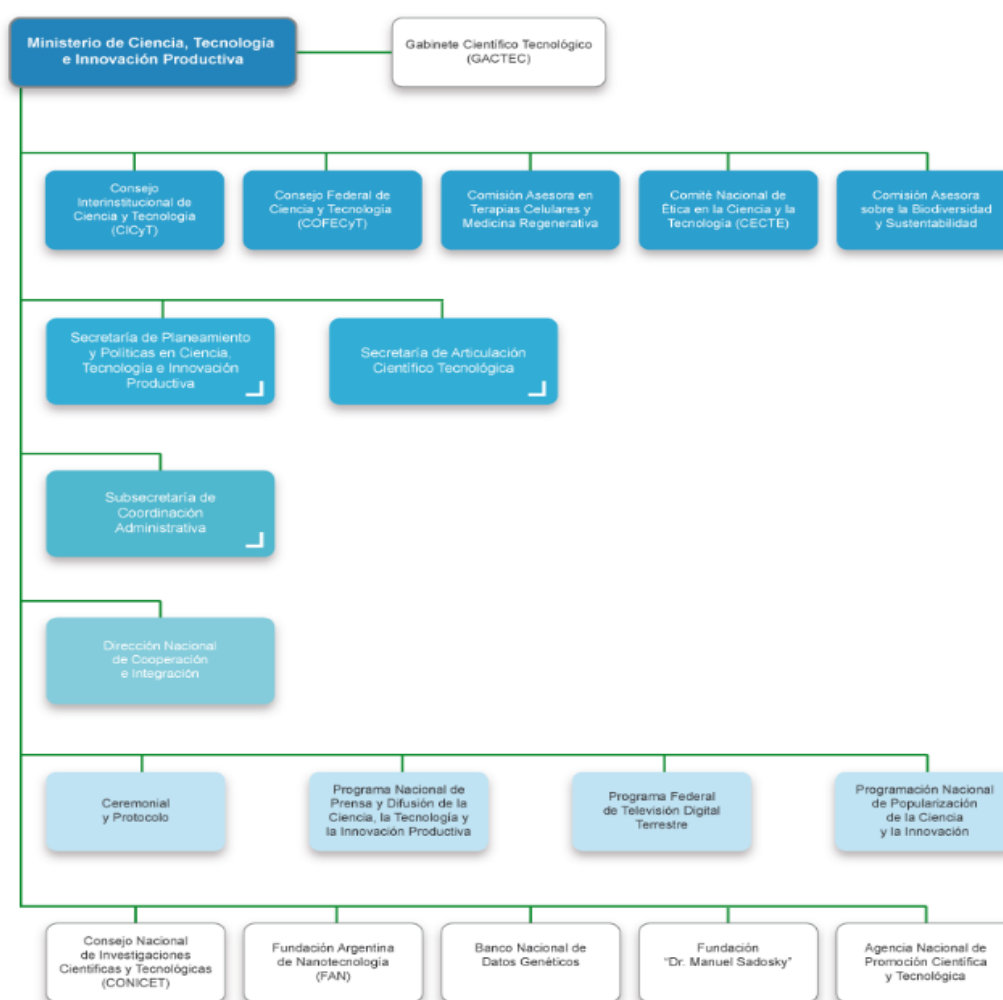 Ministerio de Ciencia, Tecnología
e Innovación Productiva
Gabinete Científico Tecnológico
(GACTEC)
Consejo
Interinstitucional de
Ciencia y Tecnología
(CICyT)
Consejo Federal de
Ciencia y Tecnología
(COFECyT)
Comisión Asesora en
Terapias Celulares y
Medicina Regenerativa
Comité Nacional de
Ética en la Ciencia y la
Tecnología (CECTE)
Comisión Asesora
sobre la Biodiversidad
y Sustentabilidad
Secretaría de Planeamiento
y Políticas en Ciencia,
Tecnología e Innovación
Productiva
Secretaría de Articulación
Científico Tecnológica
Subsecretaría de
Coordinación
Administrativa
Dirección Nacional
de Cooperación
e Integración
Ceremonial
y Protocolo
Programa Nacional de
Prensa y Difusión de la
Ciencia, la Tecnología y
la Innovación Productiva
Programa Federal
de Televisión Digital
Terrestre
Programación Nacional
de Popularización
de la Ciencia
y la Innovación
Consejo Nacional
de Investigaciones
Científicas y Tecnológicas
(CONICET)
Fundación Argentina
de Nanotecnología
(FAN)
Banco Nacional de
Datos Genéticos
Fundación
“Dr. Manuel Sadosky”
Agencia Nacional de
Promoción Científica
y Tecnológica